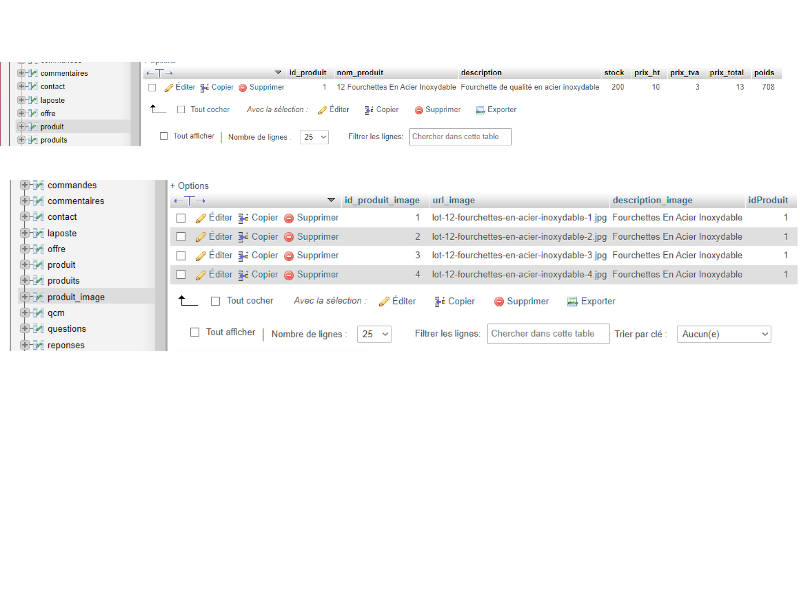 commentaires
contact
laposte
offre
produit
produits
id_produit nom_produit description stock prix_ht prix_tva prix_total poids
Éditer Copier Supprimer 1 12 Fourchettes En Acier Inoxydable Fourchette de qualité en acier inoxydable 200 10 3 13 708
Tout cocher Avec la sélection : Éditer Copier Supprimer Exporter
Tout afficher Nombre de lignes : 25 Filtrer les lignes: Chercher dans cette table
commandes
commentaires
contact
laposte
offre
produit
produits
produit_image
qcm
questions
reponses
+ Options
id_produit_image url_image description_image idProduit
Éditer Copier Supprimer 1 lot-12-fourchettes-en-acier-inoxydable-1.jpg Fourchettes En Acier Inoxydable 1
Éditer Copier Supprimer 2 lot-12-fourchettes-en-acier-inoxydable-2.jpg Fourchettes En Acier Inoxydable 1
Éditer Copier Supprimer 3 lot-12-fourchettes-en-acier-inoxydable-3.jpg Fourchettes En Acier Inoxydable 1
Éditer Copier Supprimer 4 lot-12-fourchettes-en-acier-inoxydable-4.jpg Fourchettes En Acier Inoxydable 1
Tout cocher Avec la sélection : Éditer Copier Supprimer Exporter
Tout afficher Nombre de lignes : 25 Filtrer les lignes: Chercher dans cette table Trier par clé : Aucun(e)